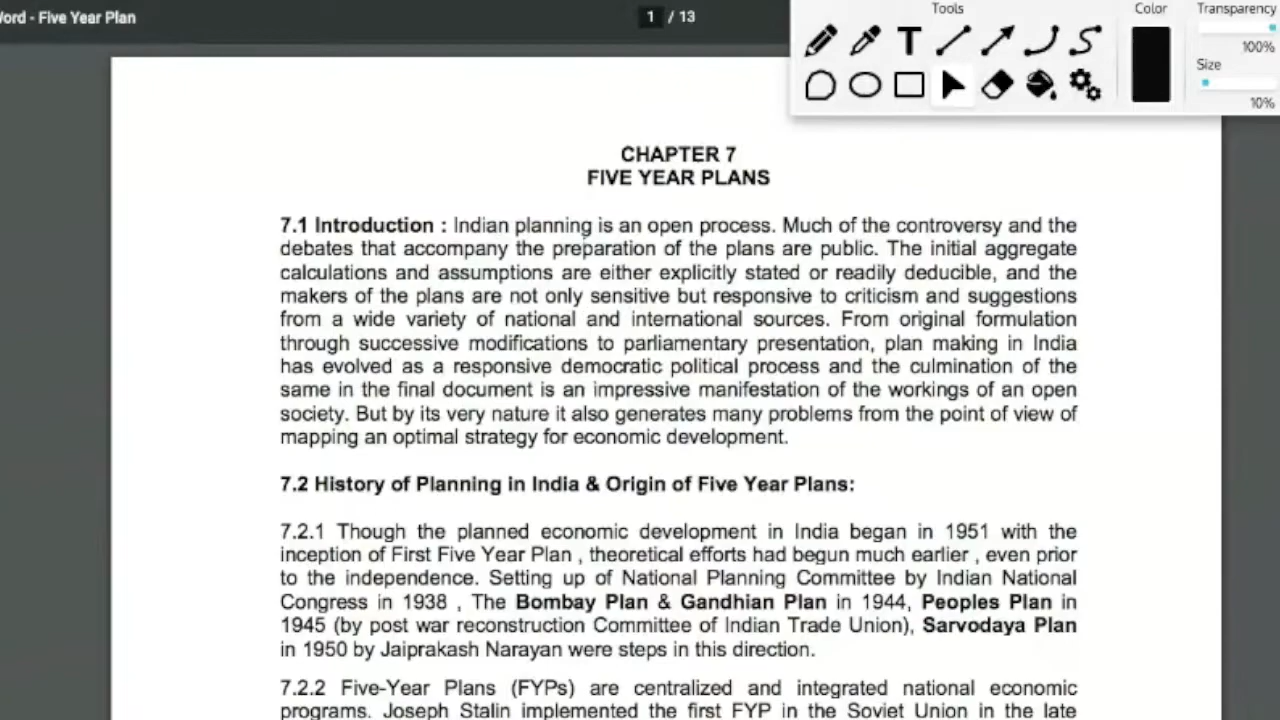 Word - Five Year Plan
1 / 13
Tools
Color
Transparency
100%
Size
10%
CHAPTER 7
FIVE YEAR PLANS
7.1 Introduction : Indian planning is an open process. Much of the controversy and the
debates that accompany the preparation of the plans are public. The initial aggregate
calculations and assumptions are either explicitly stated or readily deducible, and the
makers of the plans are not only sensitive but responsive to criticism and suggestions
from a wide variety of national and international sources. From original formulation
through successive modifications to parliamentary presentation, plan making in India
has evolved as a responsive democratic political process and the culmination of the
same in the final document is an impressive manifestation of the workings of an open
society. But by its very nature it also generates many problems from the point of view of
mapping an optimal strategy for economic development.
7.2 History of Planning in India & Origin of Five Year Plans:
7.2.1 Though the planned economic development in India began in 1951 with the
inception of First Five Year Plan , theoretical efforts had begun much earlier , even prior
to the independence. Setting up of National Planning Committee by Indian National
Congress in 1938 , The Bombay Plan & Gandhian Plan in 1944, Peoples Plan in
1945 (by post war reconstruction Committee of Indian Trade Union), Sarvodaya Plan
in 1950 by Jaiprakash Narayan were steps in this direction.
7.2.2 Five-Year Plans (FYPs) are centralized and integrated national economic
programs. Joseph Stalin implemented the first FYP in the Soviet Union in the late